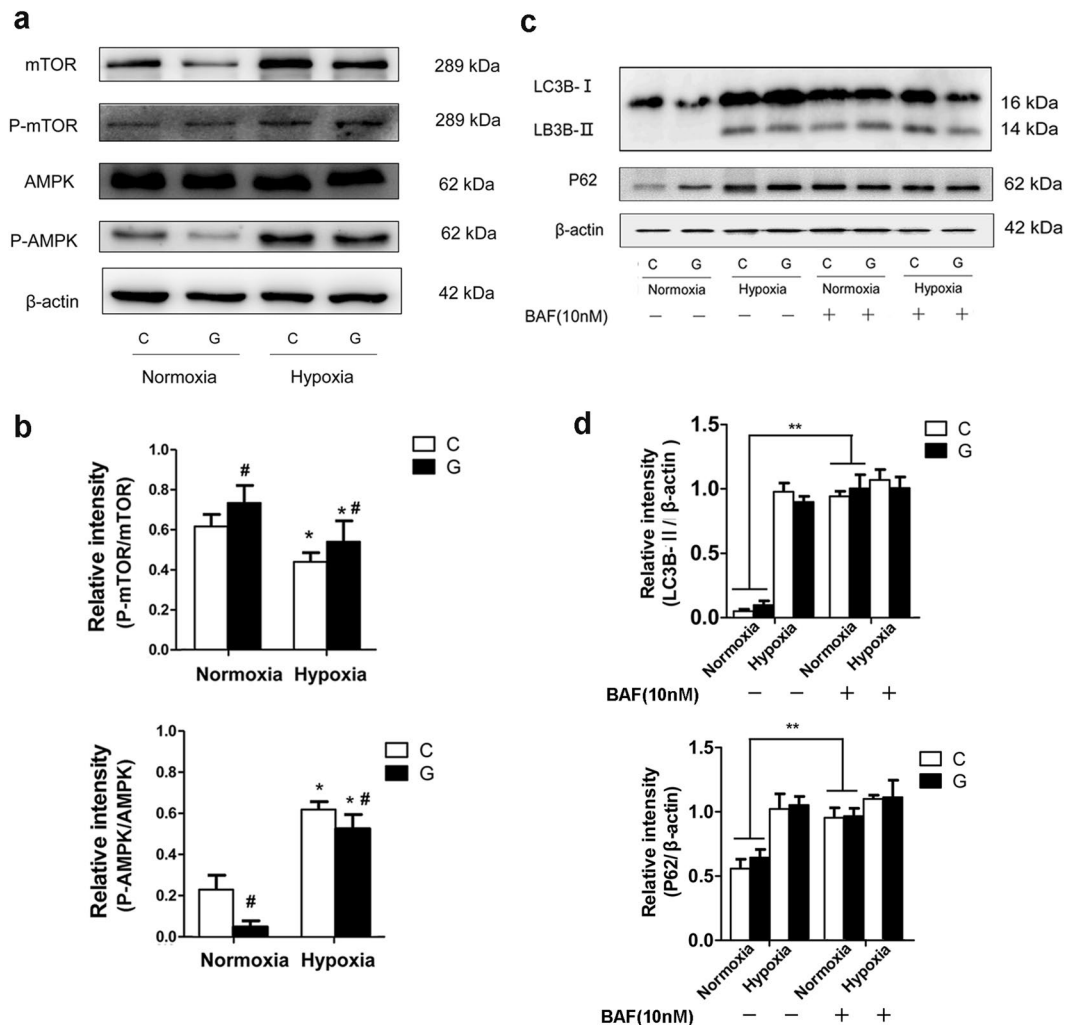 a
mTOR 289 kDa
P-mTOR 289 kDa
AMPK 62 kDa
P-AMPK 62 kDa
β-actin 42 kDa
C G C G
Normoxia Hypoxia
b
Relative intensity
(P-mTOR/mTOR)
1.0
0.8
0.6
0.4
0.2
0.0
# * * #
Normoxia Hypoxia
C
G
Relative intensity
(P-AMPK/AMPK)
1.0
0.8
0.6
0.4
0.2
0.0
# * * #
Normoxia Hypoxia
C
G
c
LC3B-Ⅰ 16 kDa
LB3B-Ⅱ 14 kDa
P62 62 kDa
β-actin 42 kDa
C G C G C G C G
Normoxia Hypoxia Normoxia Hypoxia
BAF(10nM) − − − − + + + +
d
Relative intensity
(LC3B-Ⅱ/β-actin )
1.5
1.0
0.5
0.0
**
C
G
Normoxia Hypoxia Normoxia Hypoxia
BAF(10nM) − − + +
Relative intensity
(P62/β-actin)
1.5
1.0
0.5
0.0
**
C
G
Normoxia Hypoxia Normoxia Hypoxia
BAF(10nM) − − + +